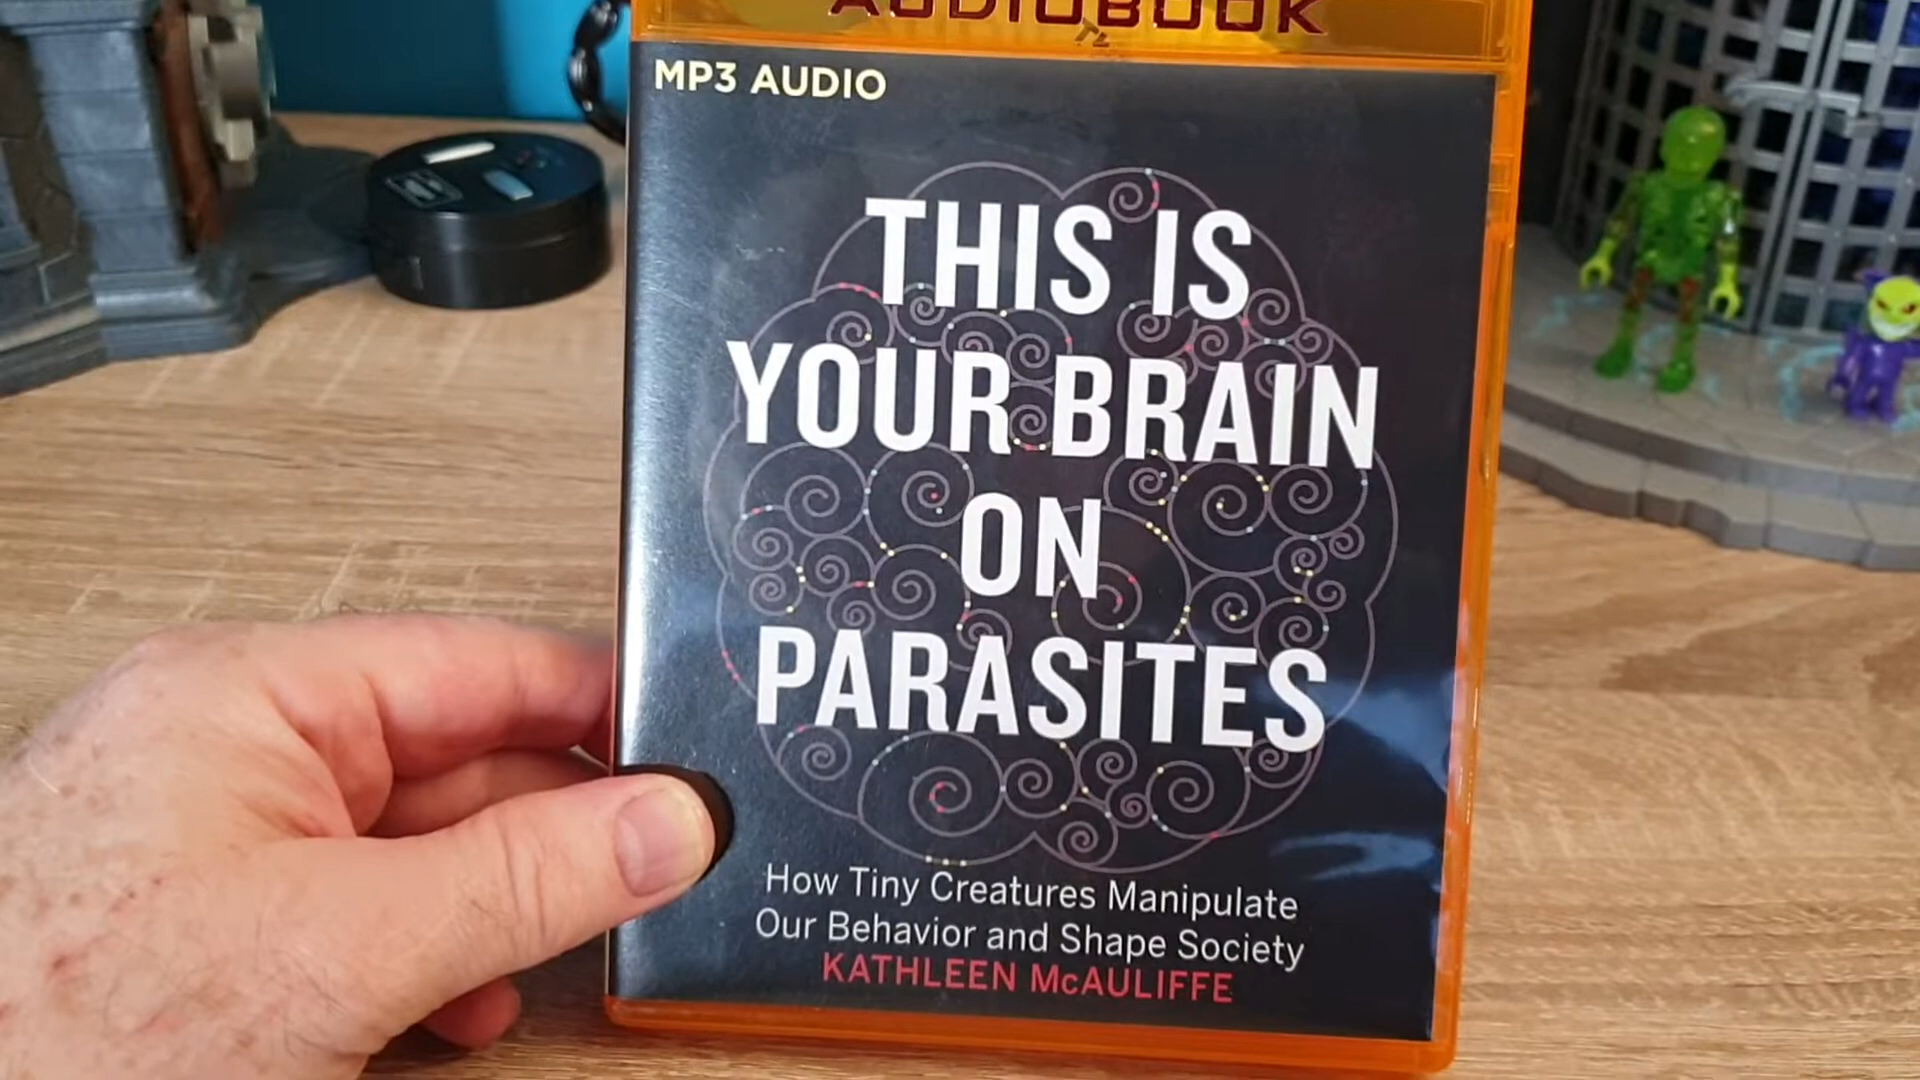 AUDIOBOOK
MP3 AUDIO
THIS IS
YOUR BRAIN
ON
PARASITES
How Tiny Creatures Manipulate
Our Behavior and Shape Society
KATHLEEN McAULIFFE